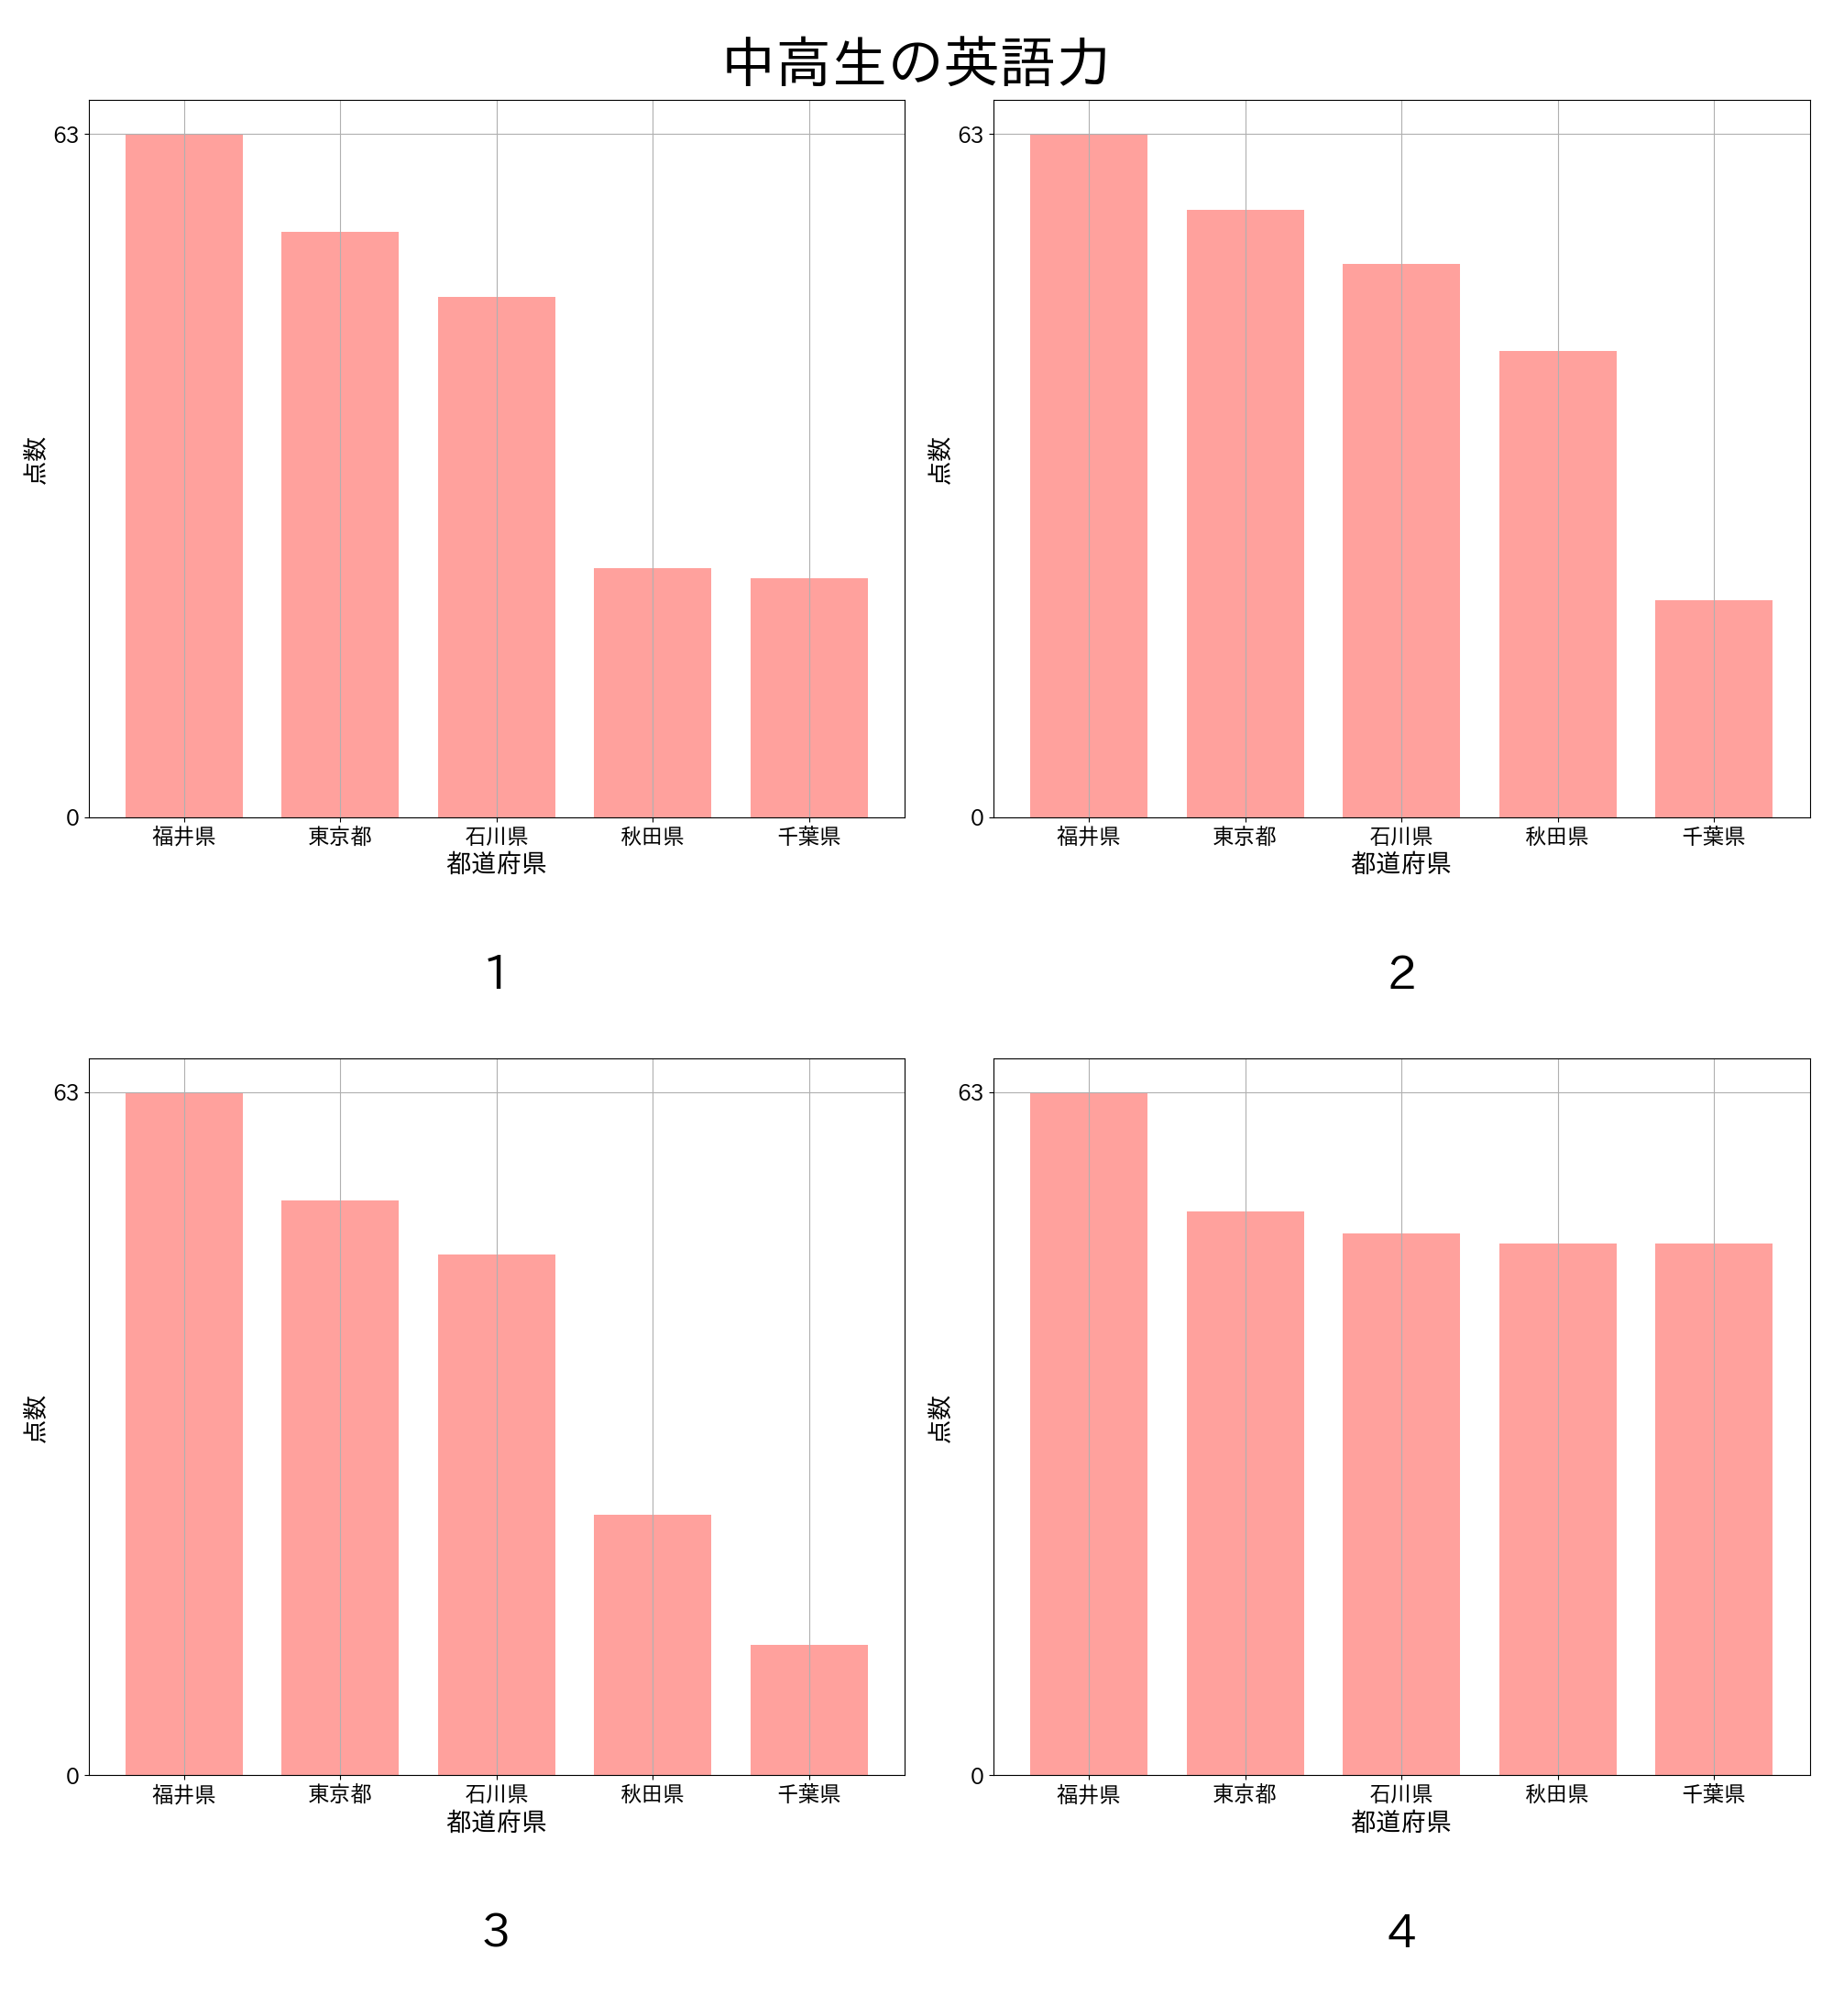 中高生の英語力
63
0
点数
福井県 東京都 石川県 秋田県 千葉県
都道府県
1
63
0
点数
福井県 東京都 石川県 秋田県 千葉県
都道府県
2
63
0
点数
福井県 東京都 石川県 秋田県 千葉県
都道府県
3
63
0
点数
福井県 東京都 石川県 秋田県 千葉県
都道府県
4